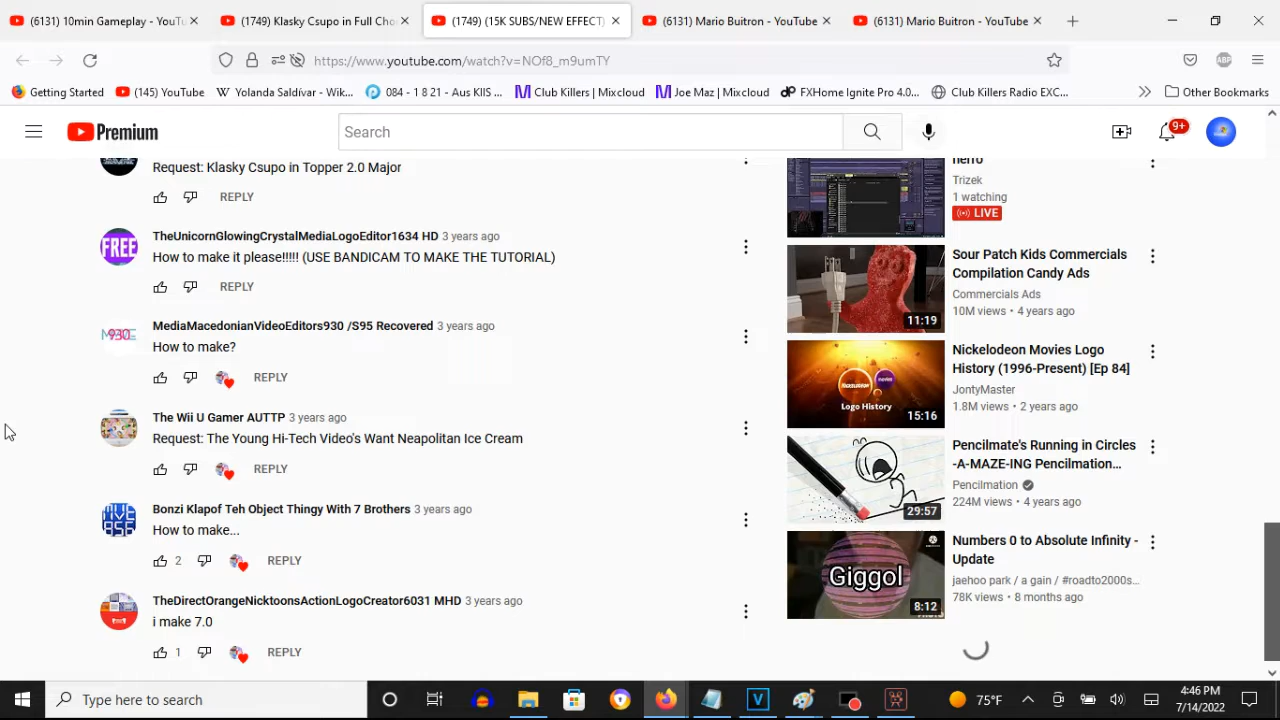 (6131) 10min Gameplay - YouTu
(1749) Klasky Csupo in Full Cho
(1749) (15K SUBS/NEW EFFECT)
(6131) Mario Buitron - YouTube
(6131) Mario Buitron - YouTube
https://www.youtube.com/watch?v=NOf8_m9umTY
ABP
Getting Started
(145) YouTube
Yolanda Saldívar - Wik...
084 - 1 8 21 - Aus KIIS ...
Club Killers | Mixcloud
Joe Maz | Mixcloud
FXHome Ignite Pro 4.0...
Club Killers Radio EXC...
Other Bookmarks
Premium
Search
9+
Request: Klasky Csupo in Topper 2.0 Major
REPLY
FREE
TheUnicornGlowingCrystalMediaLogoEditor1634 HD 3 years ago
How to make it please!!!!! (USE BANDICAM TO MAKE THE TUTORIAL)
REPLY
MediaMacedonianVideoEditors930 /S95 Recovered 3 years ago
How to make?
REPLY
The Wii U Gamer AUTTP 3 years ago
Request: The Young Hi-Tech Video's Want Neapolitan Ice Cream
REPLY
Bonzi Klapof Teh Object Thingy With 7 Brothers 3 years ago
How to make...
2 REPLY
TheDirectOrangeNicktoonsActionLogoCreator6031 MHD 3 years ago
i make 7.0
1 REPLY
Trizek
1 watching
LIVE
Sour Patch Kids Commercials
Compilation Candy Ads
Commercials Ads
10M views • 4 years ago
11:19
Nickelodeon Movies Logo
History (1996-Present) [Ep 84]
JontyMaster
1.8M views • 2 years ago
Logo History
15:16
Pencilmate's Running in Circles
-A-MAZE-ING Pencilmation...
Pencilmation
224M views • 4 years ago
29:57
Numbers 0 to Absolute Infinity -
Update
jaehoo park / a gain / #roadto2000s...
78K views • 8 months ago
Giggol
8:12
Type here to search
75°F
4:46 PM
7/14/2022